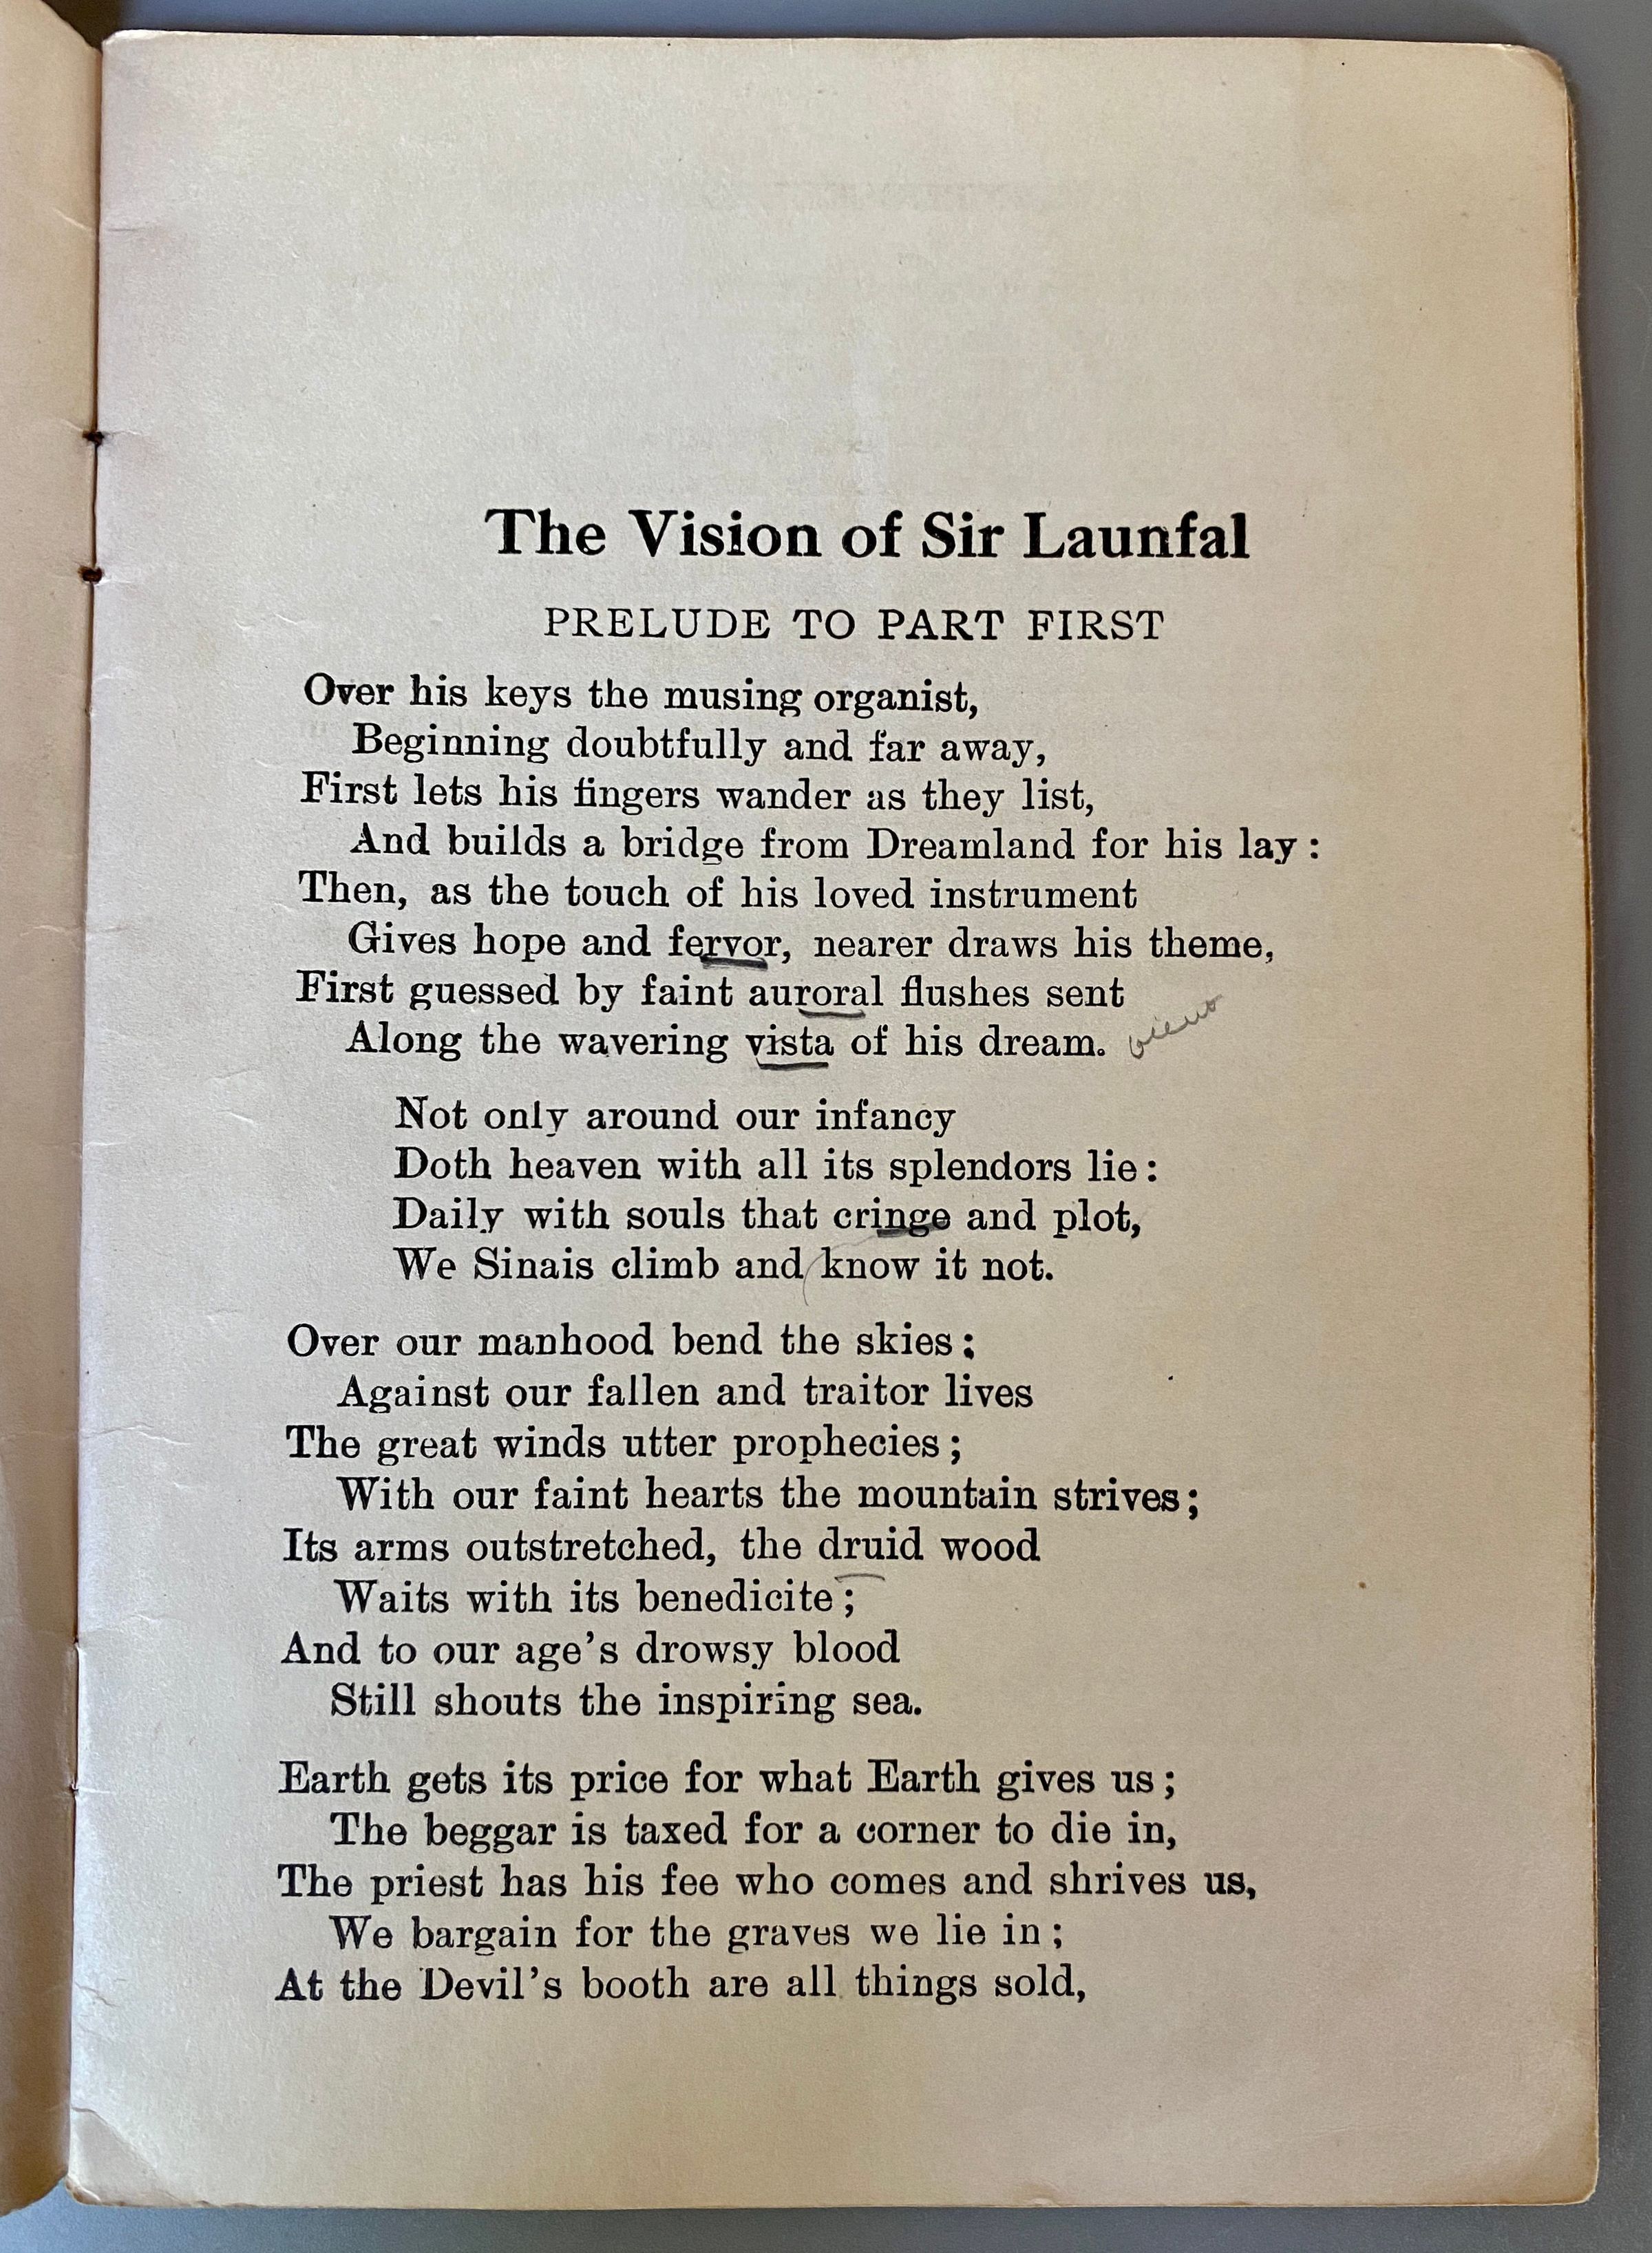 The Vision of Sir Launfal
PRELUDE TO PART FIRST
Over his keys the musing organist,
Beginning doubtfully and far away,
First lets his fingers wander as they list,
And builds a bridge from Dreamland for his lay:
Then, as the touch of his loved instrument
Gives hope and fervor, nearer draws his theme,
First guessed by faint auroral flushes sent
Along the wavering vista of his dream. view
Not only around our infancy
Doth heaven with all its splendors lie:
Daily with souls that cringe and plot,
We Sinais climb and know it not.
Over our manhood bend the skies;
Against our fallen and traitor lives
The great winds utter prophecies;
With our faint hearts the mountain strives;
Its arms outstretched, the druid wood
Waits with its benedicite;
And to our age's drowsy blood
Still shouts the inspiring sea.
Earth gets its price for what Earth gives us;
The beggar is taxed for a corner to die in,
The priest has his fee who comes and shrives us,
We bargain for the graves we lie in;
At the Devil's booth are all things sold,